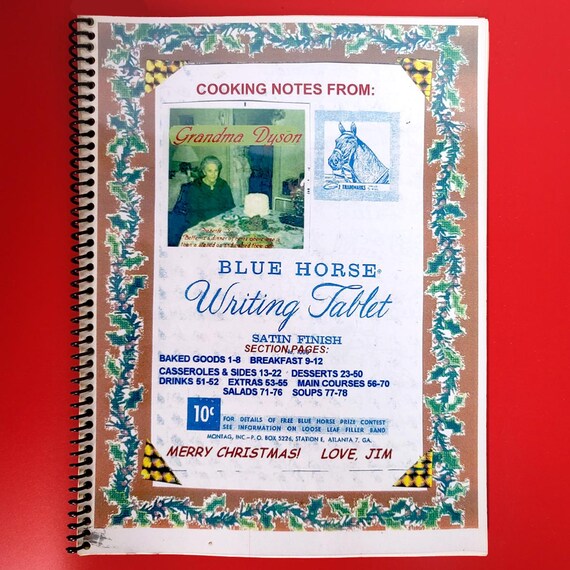 COOKING NOTES FROM:
Grandma Dyson
TRADEMARKS
BLUE HORSE
Writing Tablet
SATIN FINISH
SECTION PAGES:
BAKED GOODS 1-8 BREAKFAST 9-12
CASSEROLES & SIDES 13-22 DESSERTS 23-50
DRINKS 51-52 EXTRAS 53-55 MAIN COURSES 56-70
SALADS 71-76 SOUPS 77-78
10¢
FOR DETAILS OF FREE BLUE HORSE PRIZE CONTEST
SEE INFORMATION ON LOOSE LEAF FILLER BAND
MONTAG, INC.—P.O. BOX 5226, STATION E, ATLANTA 7, GA.
MERRY CHRISTMAS! LOVE, JIM